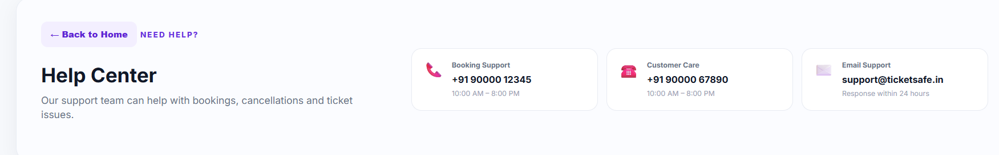 ← Back to Home NEED HELP?
Help Center
Our support team can help with bookings, cancellations and ticket
issues.
Booking Support
+91 90000 12345
10:00 AM – 8:00 PM
Customer Care
+91 90000 67890
10:00 AM – 8:00 PM
Email Support
support@ticketsafe.in
Response within 24 hours